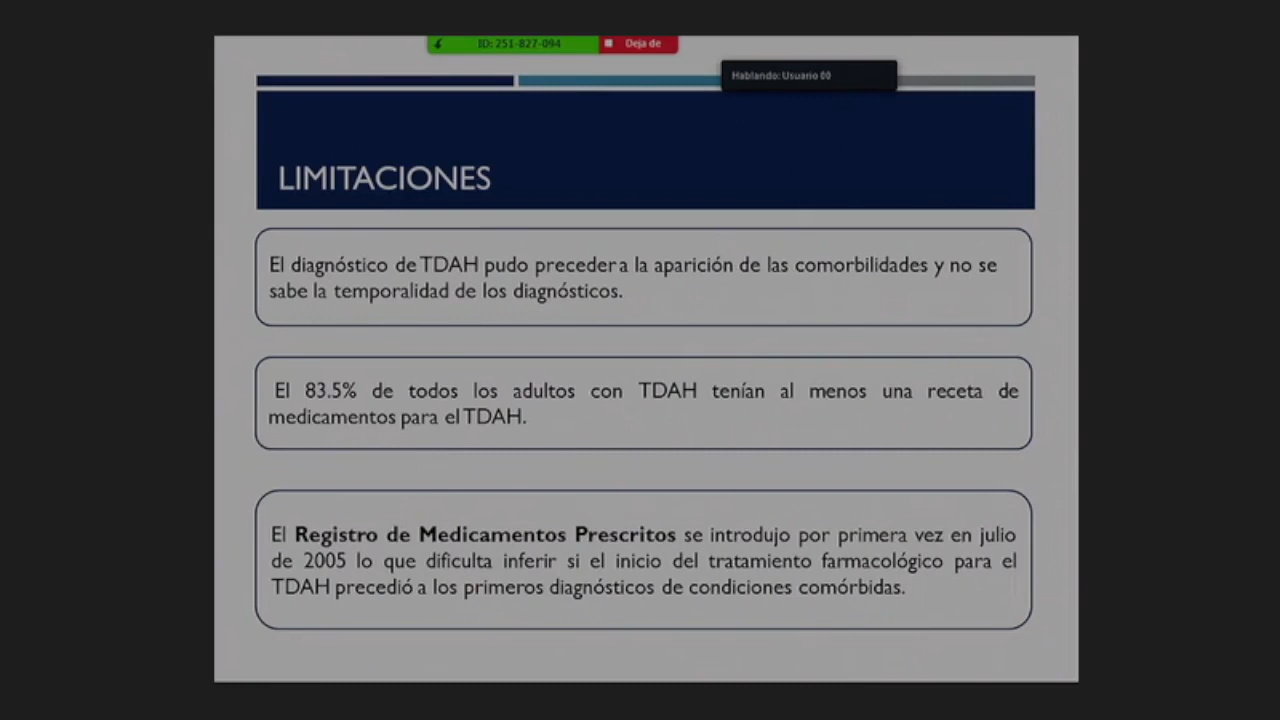 ID: 251-827-094
Deja de
Hablando: Usuario 00
LIMITACIONES
El diagnóstico de TDAH pudo preceder a la aparición de las comorbilidades y no se
sabe la temporalidad de los diagnósticos.
El 83.5% de todos los adultos con TDAH tenían al menos una receta de
medicamentos para el TDAH.
El Registro de Medicamentos Prescritos se introdujo por primera vez en julio
de 2005 lo que dificulta inferir si el inicio del tratamiento farmacológico para el
TDAH precedió a los primeros diagnósticos de condiciones comórbidas.